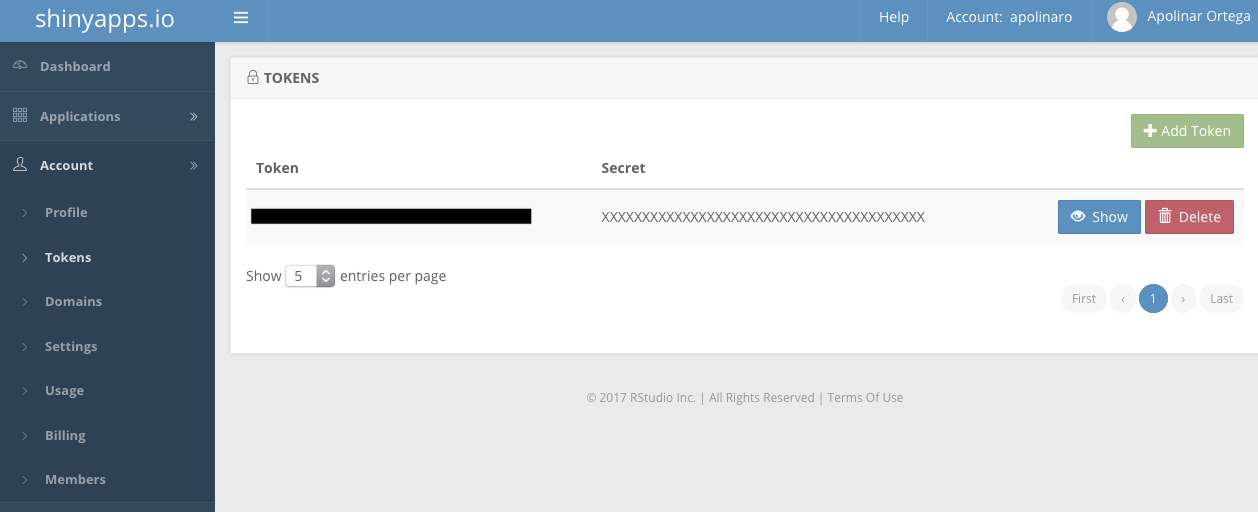 shinyapps.io
Help
Account: apolinaro
Apolinar Ortega
Dashboard
Applications
Account
Profile
Tokens
Domains
Settings
Usage
Billing
Members
TOKENS
Add Token
Token Secret
XXXXXXXXXXXXXXXXXXXXXXXXXXXXXXXXXXXXXXXX Show Delete
Show 5 entries per page
First ‹ 1 › Last
© 2017 RStudio Inc. | All Rights Reserved | Terms Of Use